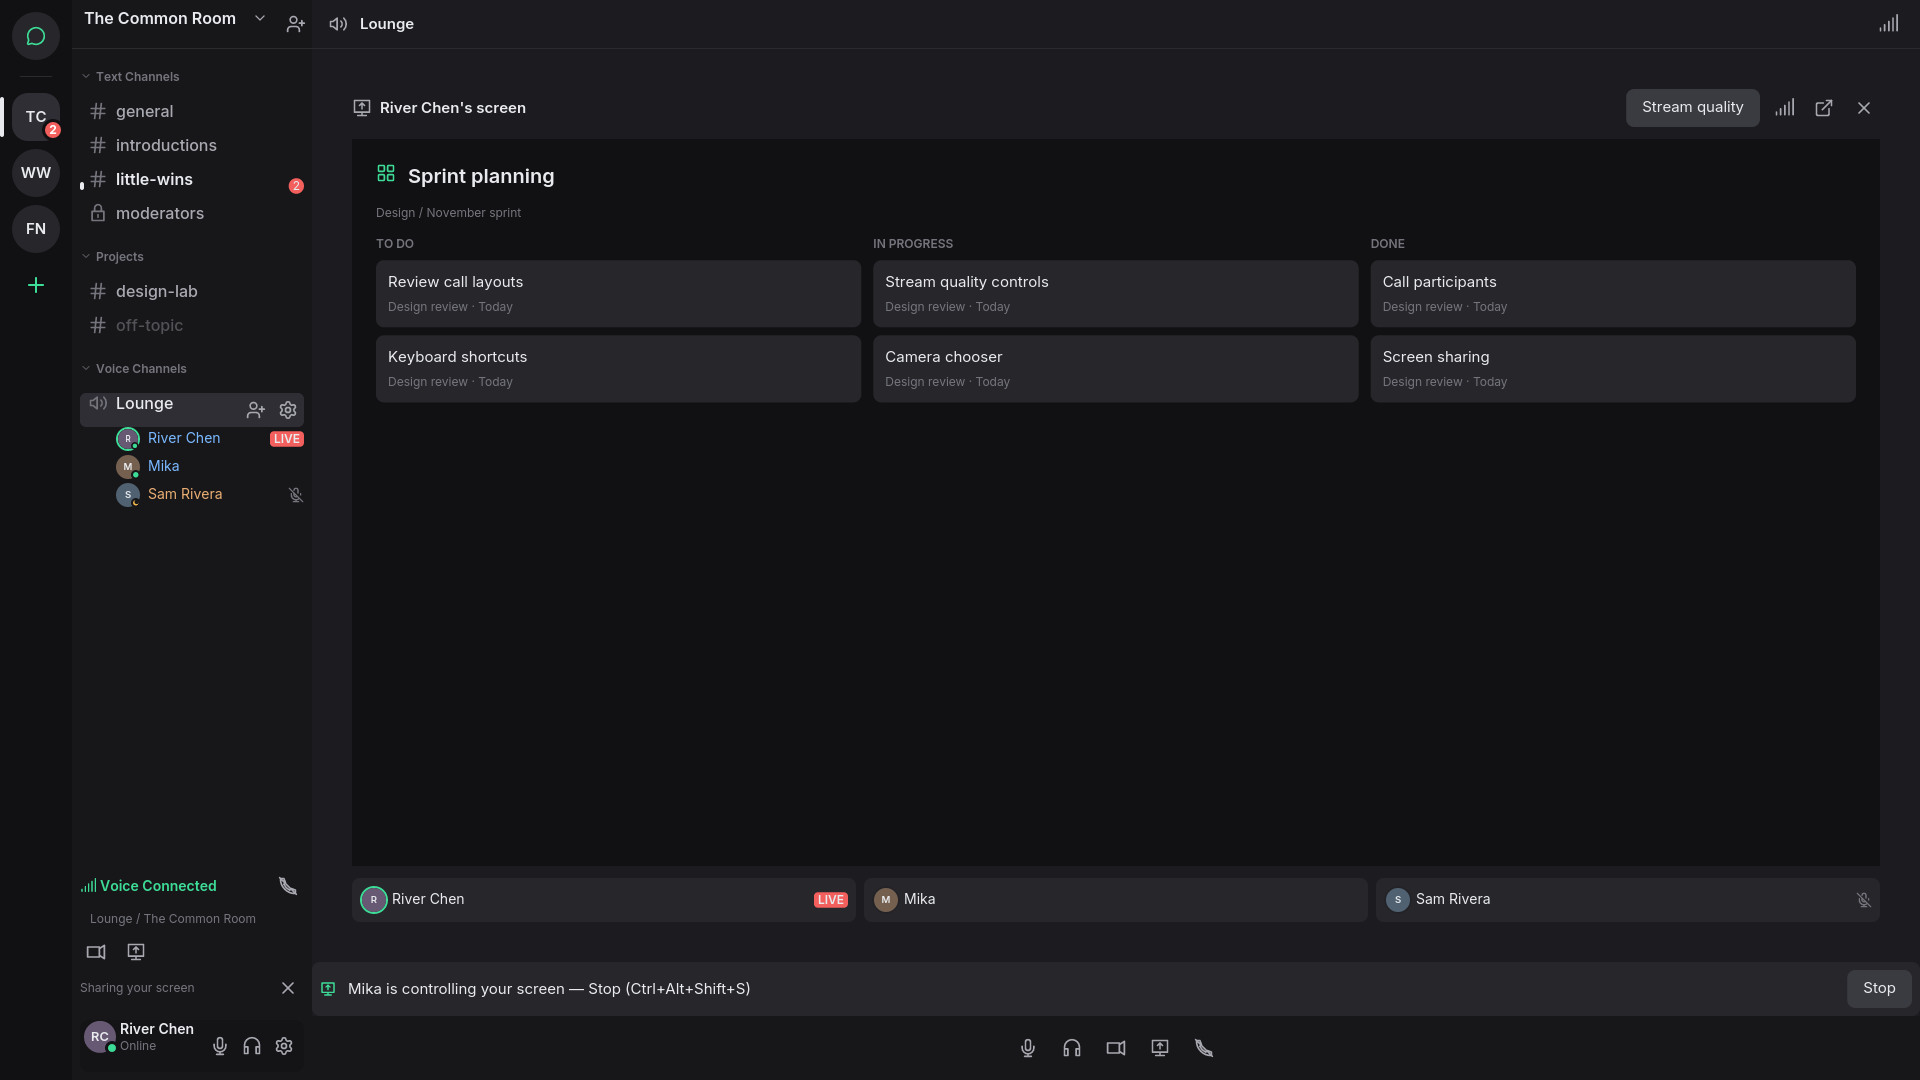 The Common Room
Lounge
TC
2
WW
FN
Text Channels
general
introductions
little-wins
2
moderators
Projects
design-lab
off-topic
Voice Channels
Lounge
R
River Chen
LIVE
M
Mika
S
Sam Rivera
Voice Connected
Lounge / The Common Room
Sharing your screen
RC
River Chen
Online
River Chen's screen
Stream quality
Sprint planning
Design / November sprint
TO DO
Review call layouts
Design review · Today
Keyboard shortcuts
Design review · Today
IN PROGRESS
Stream quality controls
Design review · Today
Camera chooser
Design review · Today
DONE
Call participants
Design review · Today
Screen sharing
Design review · Today
R
River Chen
LIVE
M
Mika
S
Sam Rivera
Mika is controlling your screen — Stop (Ctrl+Alt+Shift+S)
Stop